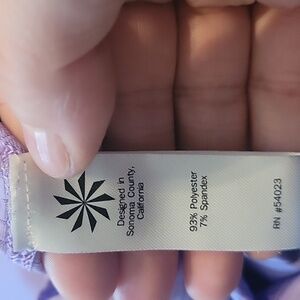 Designed in
Sonoma County,
California
93% Polyester
7% Spandex
RN #54023